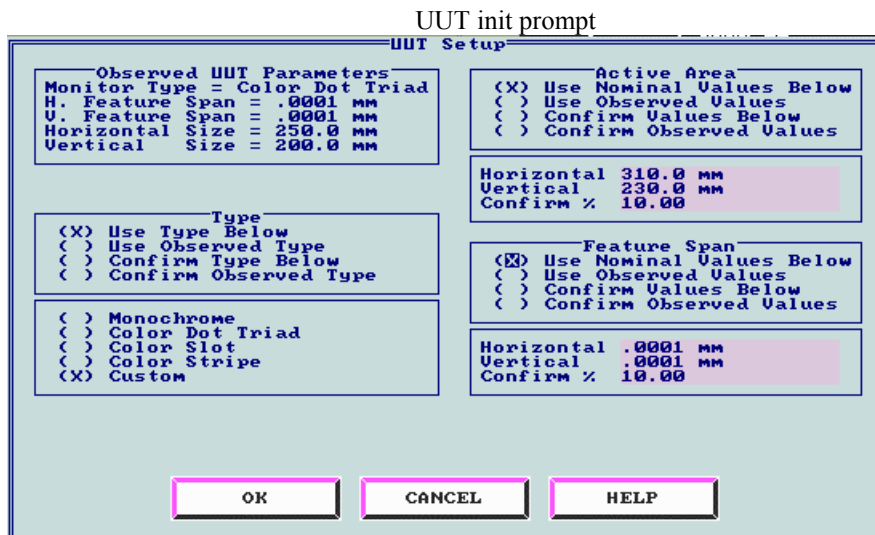 UUT init prompt
UUT Setup
Observed UUT Parameters
Monitor Type = Color Dot Triad
H. Feature Span = .0001 mm
V. Feature Span = .0001 mm
Horizontal Size = 250.0 mm
Vertical Size = 200.0 mm
Type
(X) Use Type Below
( ) Use Observed Type
( ) Confirm Type Below
( ) Confirm Observed Type
( ) Monochrome
( ) Color Dot Triad
( ) Color Slot
( ) Color Stripe
(X) Custom
Active Area
(X) Use Nominal Values Below
( ) Use Observed Values
( ) Confirm Values Below
( ) Confirm Observed Values
Horizontal 310.0 mm
Vertical 230.0 mm
Confirm % 10.00
Feature Span
(X) Use Nominal Values Below
( ) Use Observed Values
( ) Confirm Values Below
( ) Confirm Observed Values
Horizontal .0001 mm
Vertical .0001 mm
Confirm % 10.00
OK
CANCEL
HELP